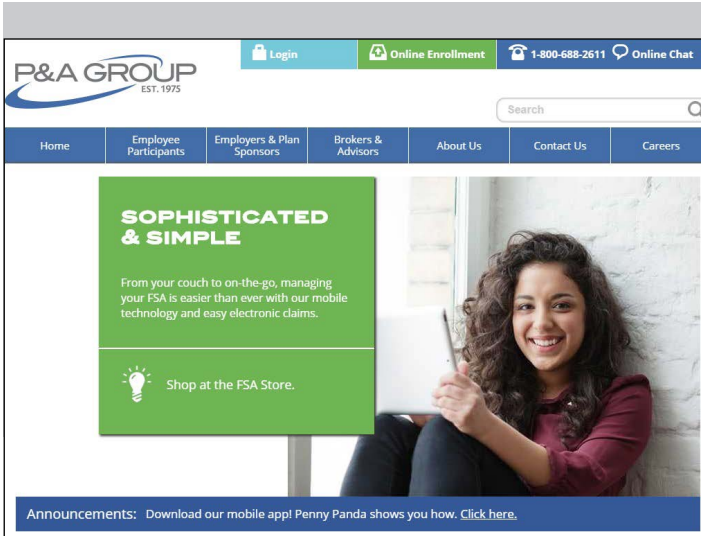 P&A GROUP
EST. 1975
Login
Online Enrollment
1-800-688-2611
Online Chat
Search
Home
Employee
Participants
Employers & Plan
Sponsors
Brokers &
Advisors
About Us
Contact Us
Careers
SOPHISTICATED
& SIMPLE
From your couch to on-the-go, managing
your FSA is easier than ever with our mobile
technology and easy electronic claims.
Shop at the FSA Store.
Announcements: Download our mobile app! Penny Panda shows you how. Click here.